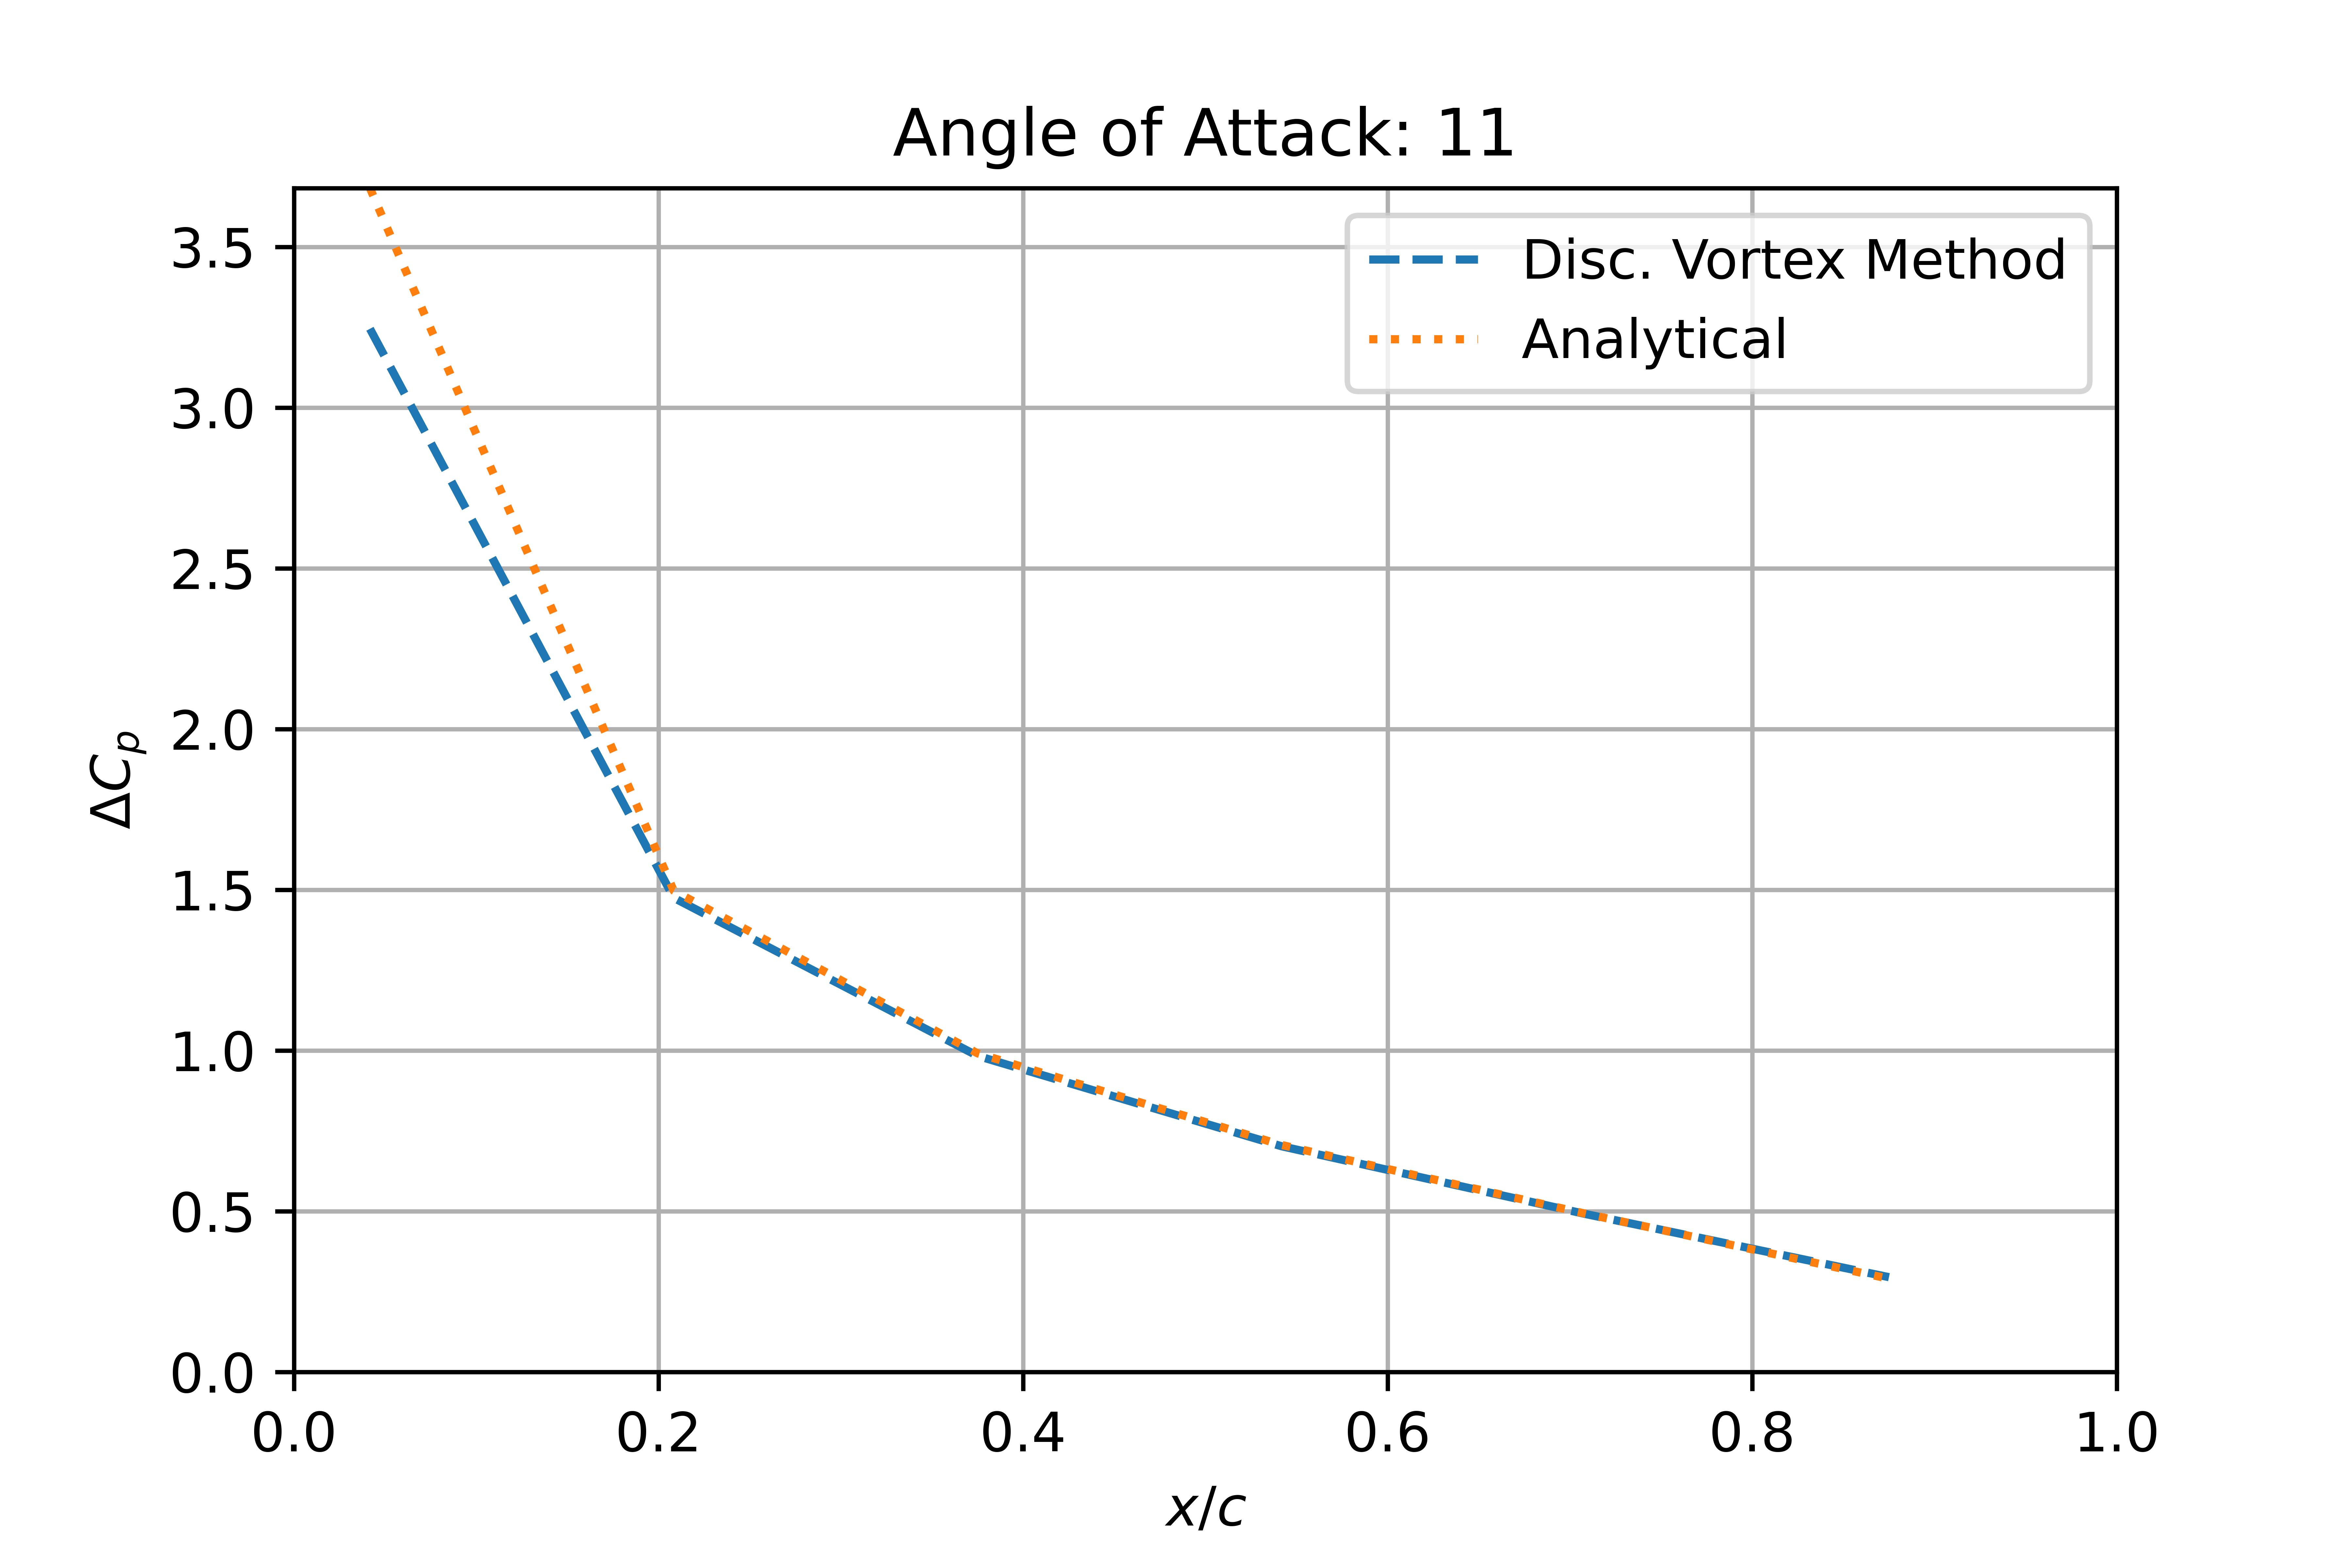 Angle of Attack: 11
3.5
3.0
2.5
2.0
1.5
1.0
0.5
0.0
ΔCp
Disc. Vortex Method
Analytical
0.0 0.2 0.4 0.6 0.8 1.0
x/c